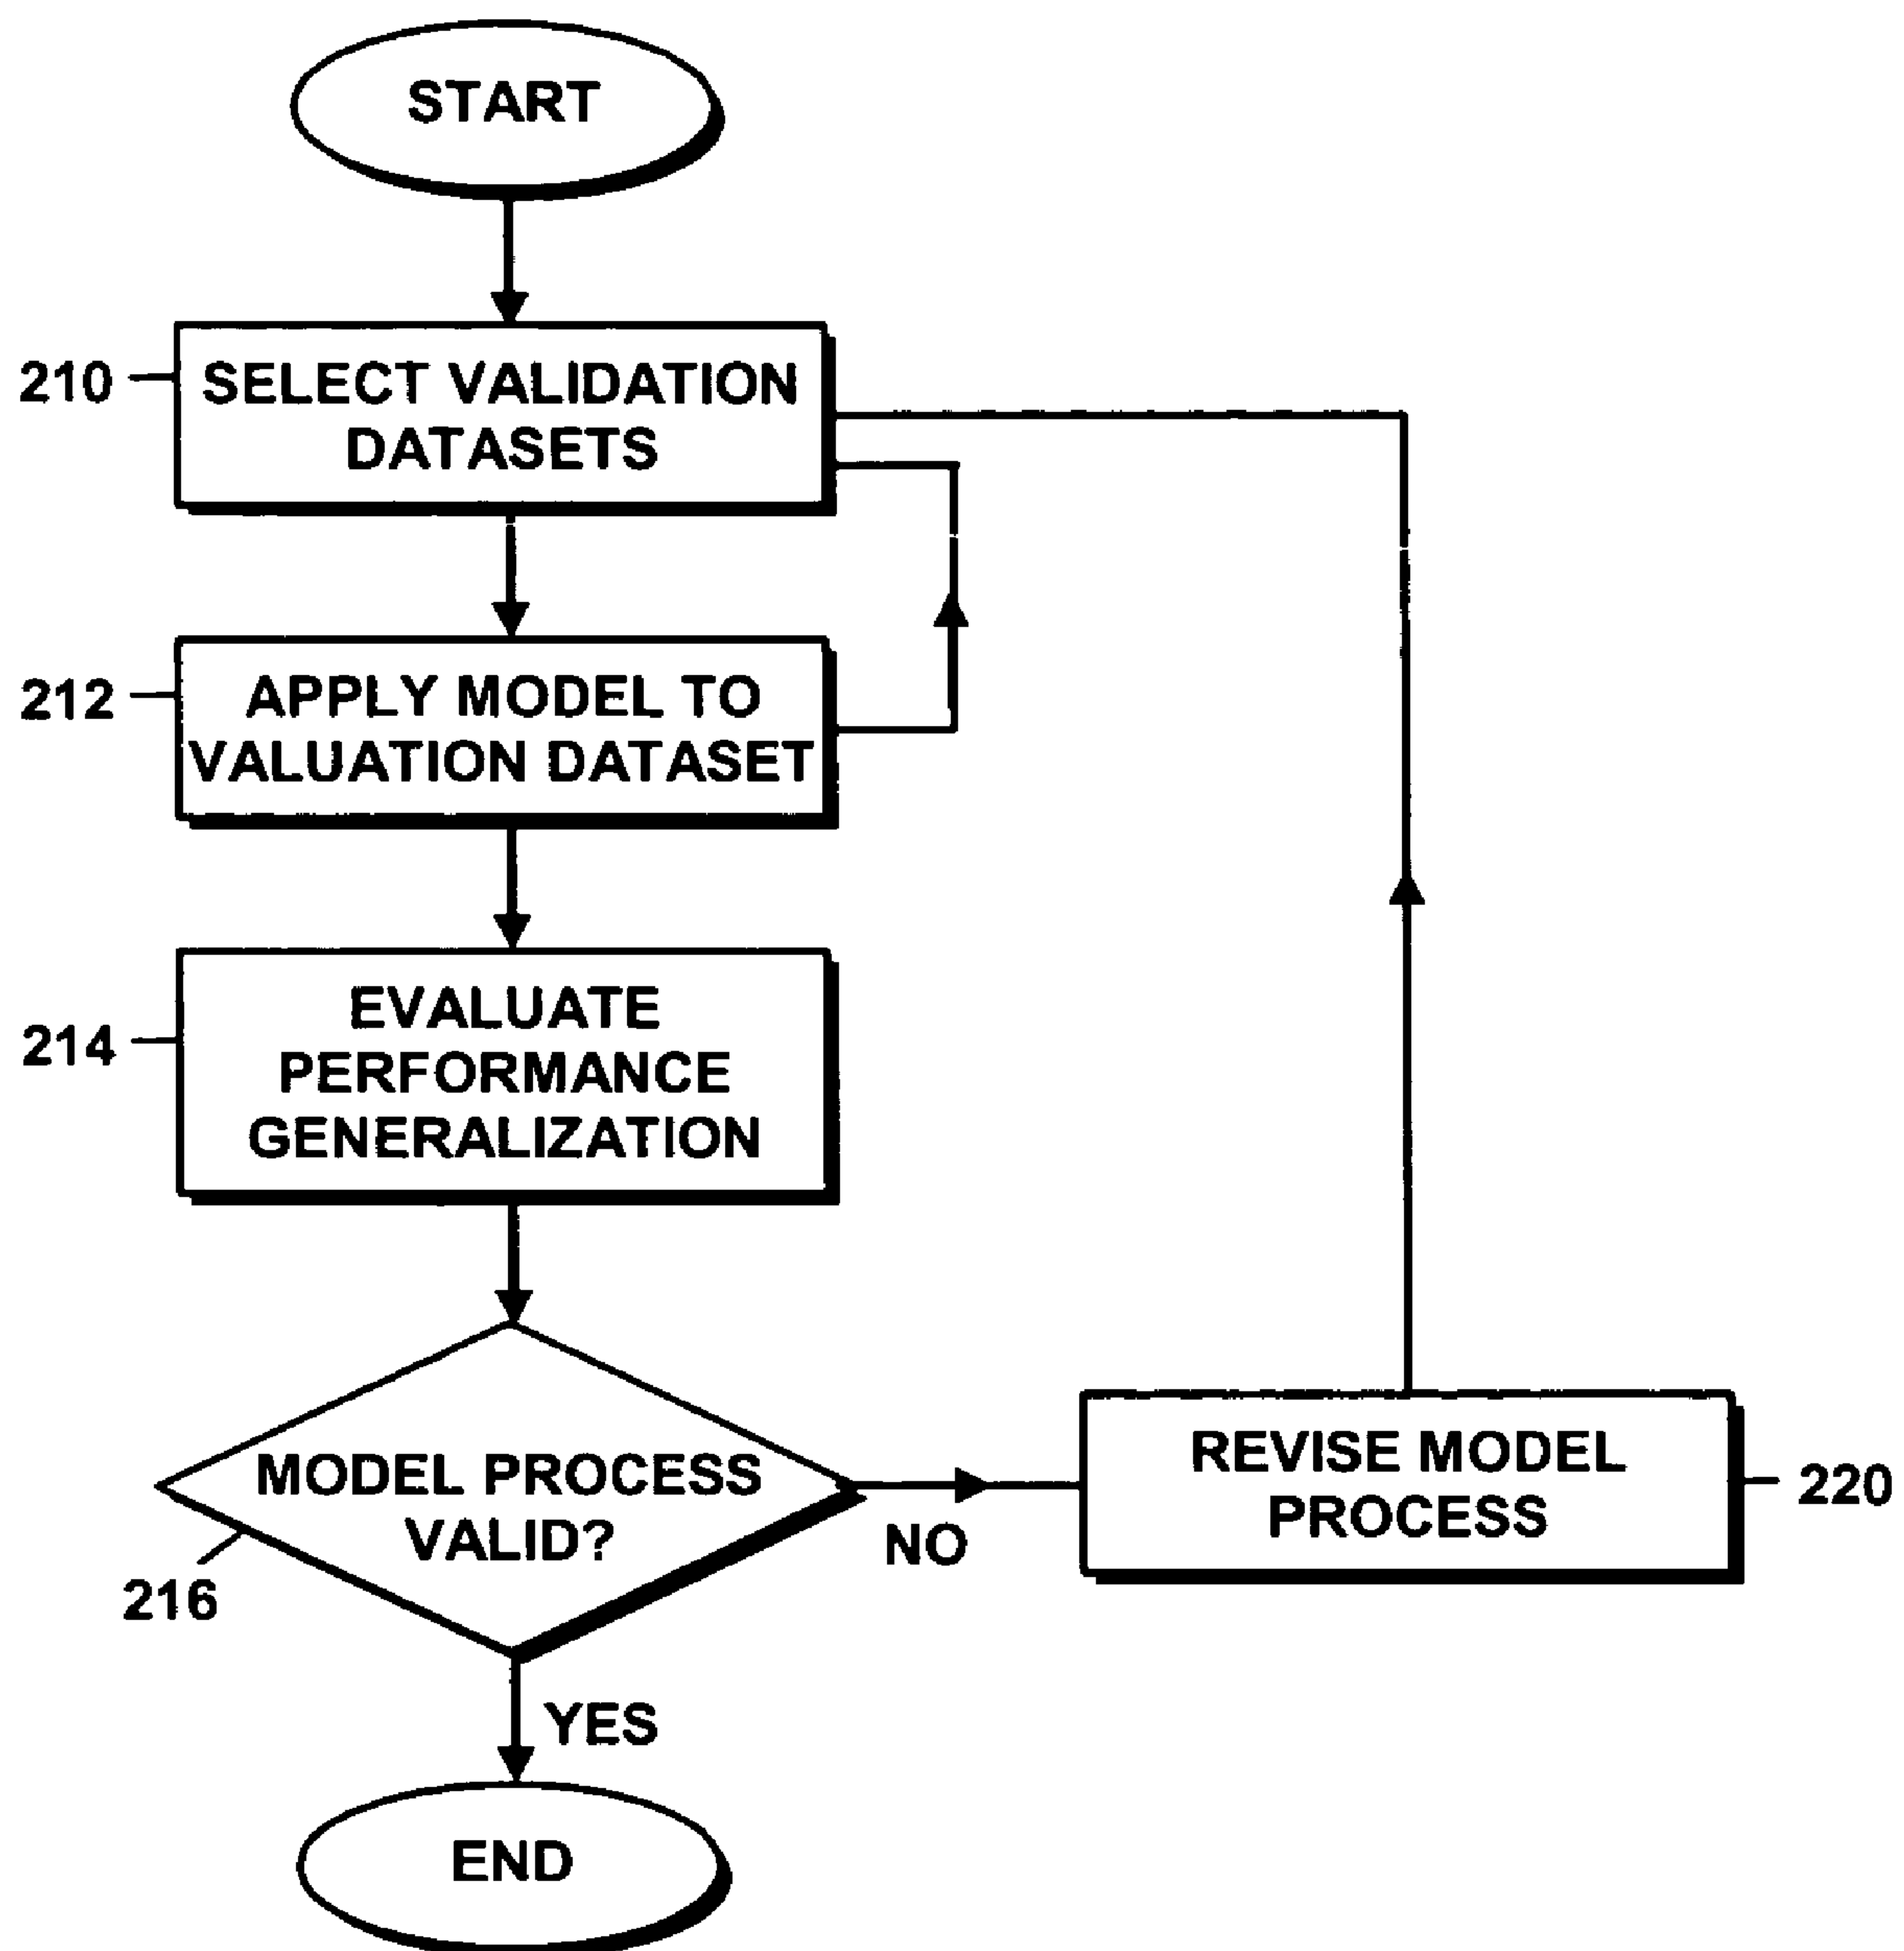 START
210
SELECT VALIDATION
DATASETS
212
APPLY MODEL TO
VALUATION DATASET
214
EVALUATE
PERFORMANCE
GENERALIZATION
MODEL PROCESS
VALID?
216
NO
REVISE MODEL
PROCESS
220
YES
END